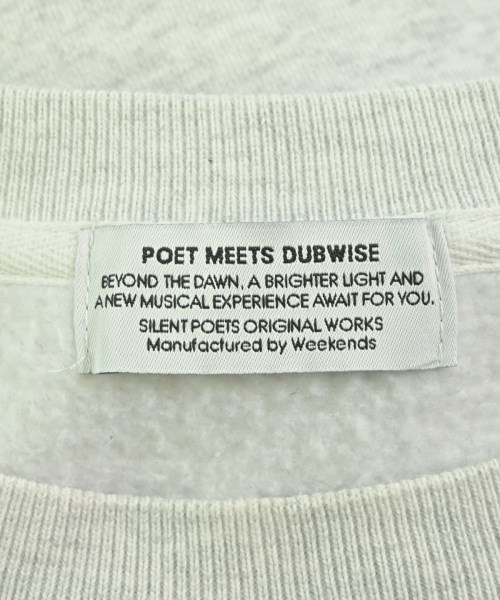 POET MEETS DUBWISE
BEYOND THE DAWN, A BRIGHTER LIGHT AND
A NEW MUSICAL EXPERIENCE AWAIT FOR YOU.
SILENT POETS ORIGINAL WORKS
Manufactured by Weekends